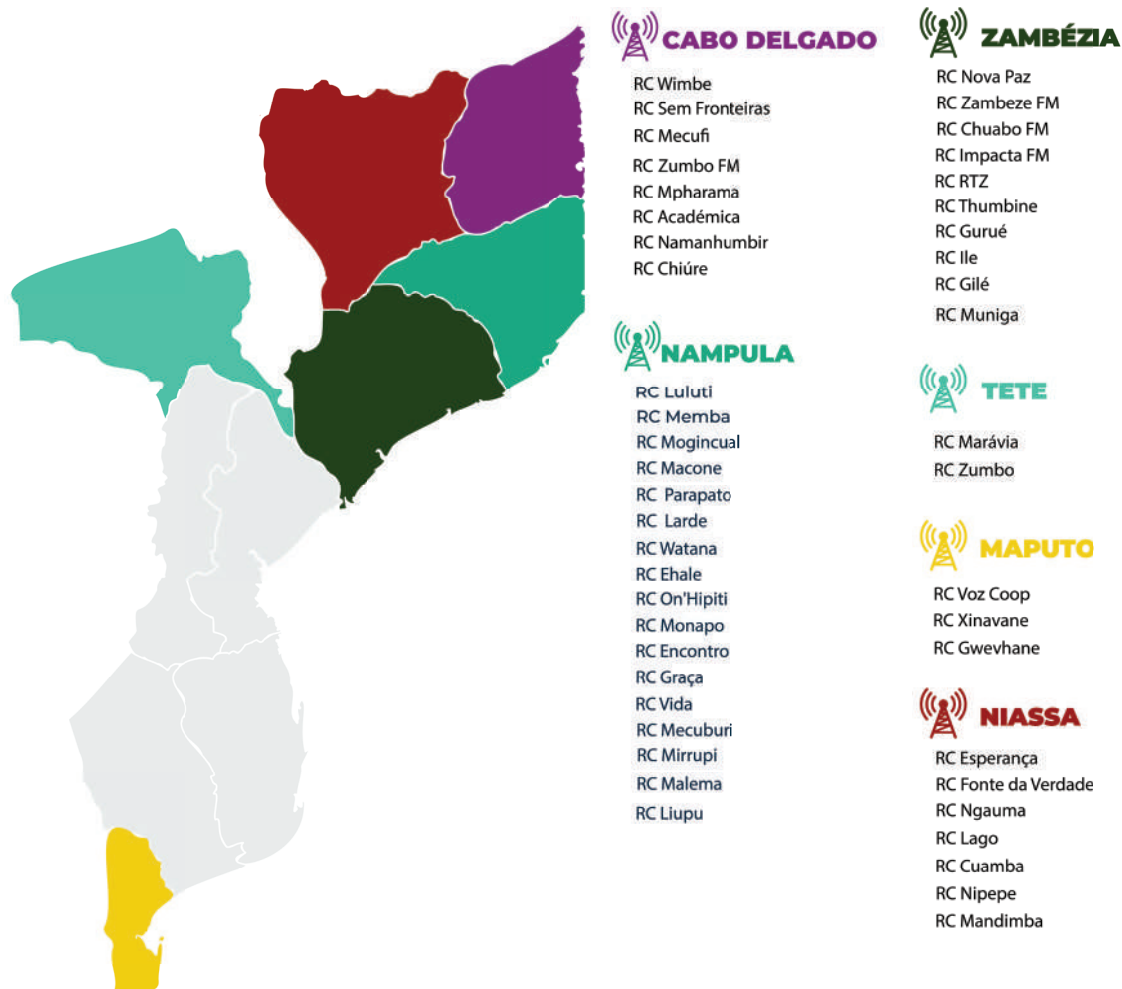 CABO DELGADO
RC Wimbe
RC Sem Fronteiras
RC Mecufi
RC Zumbo FM
RC Mpharama
RC Académica
RC Namanhumbir
RC Chiúre
NAMPULA
RC Luluti
RC Memba
RC Mogincual
RC Macone
RC Parapato
RC Larde
RC Watana
RC Ehale
RC On'Hipiti
RC Monapo
RC Encontro
RC Graça
RC Vida
RC Mecuburi
RC Mirrupi
RC Malema
RC Liupu
ZAMBÉZIA
RC Nova Paz
RC Zambeze FM
RC Chuabo FM
RC Impacta FM
RC RTZ
RC Thumbine
RC Gurué
RC Ile
RC Gilé
RC Muniga
TETE
RC Marávia
RC Zumbo
MAPUTO
RC Voz Coop
RC Xinavane
RC Gwevhane
NIASSA
RC Esperança
RC Fonte da Verdade
RC Ngauma
RC Lago
RC Cuamba
RC Nipepe
RC Mandimba